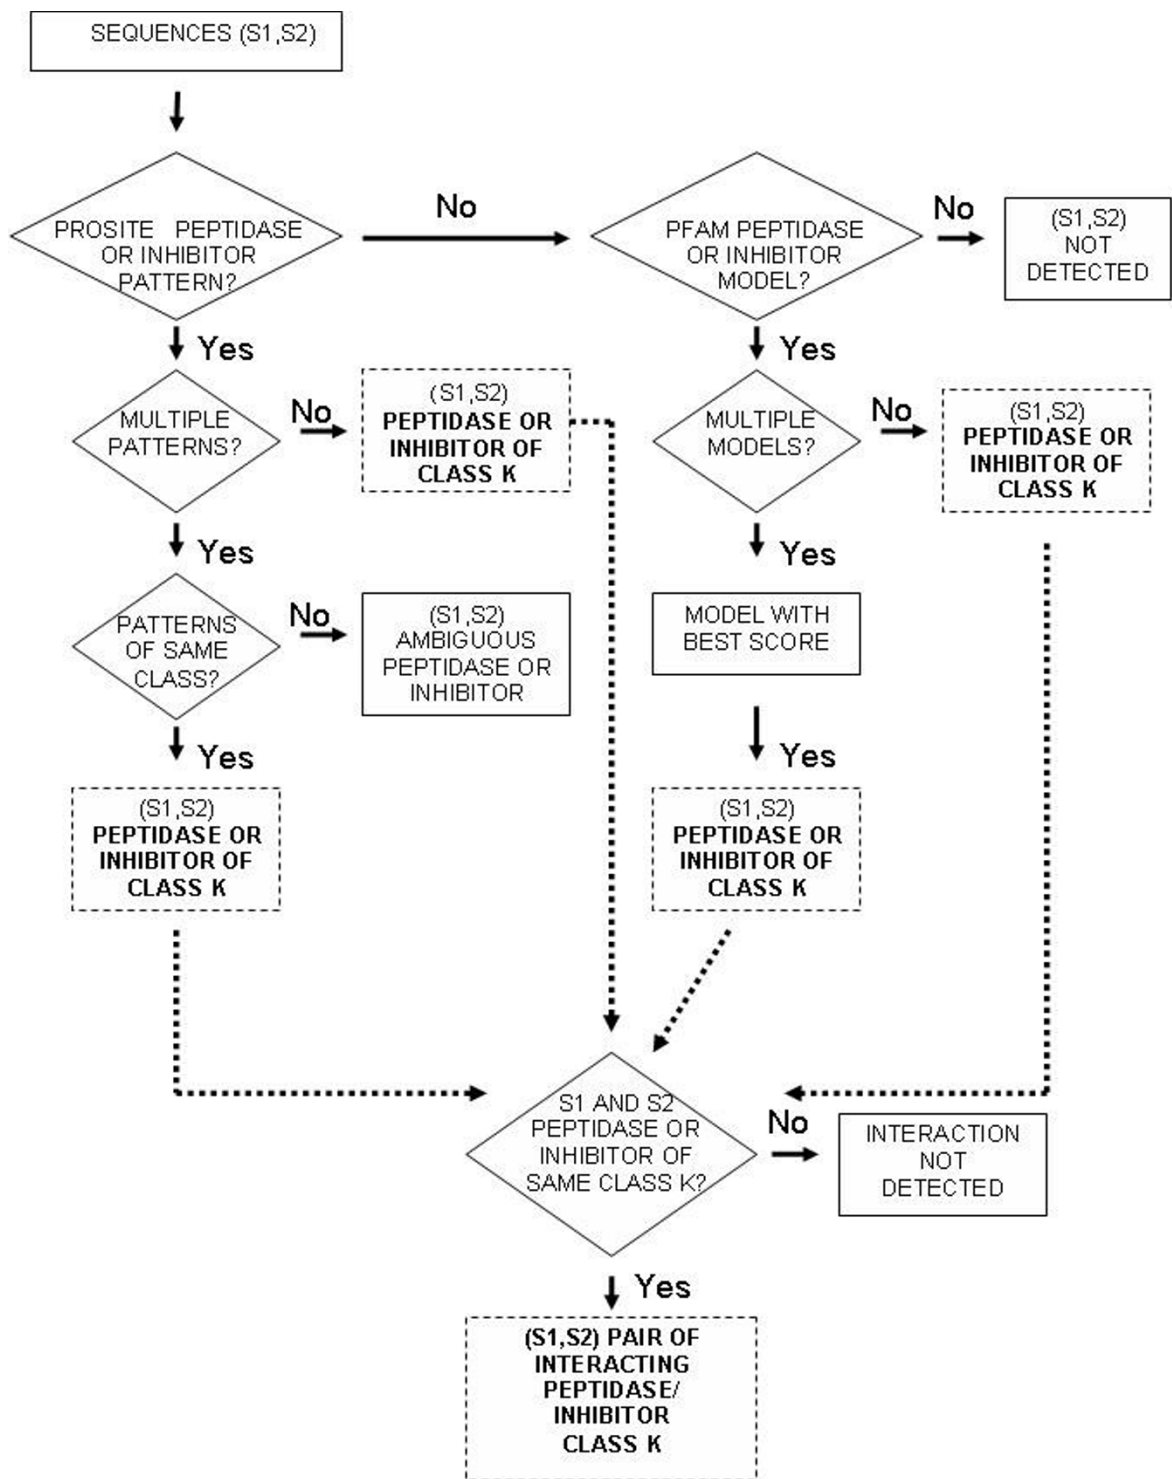 SEQUENCES (S1,S2)
PROSITE PEPTIDASE
OR INHIBITOR
PATTERN?
No
PFAM PEPTIDASE
OR INHIBITOR
MODEL?
No
(S1,S2)
NOT
DETECTED
Yes
Yes
MULTIPLE
PATTERNS?
No
(S1,S2)
PEPTIDASE OR
INHIBITOR OF
CLASS K
MULTIPLE
MODELS?
No
(S1,S2)
PEPTIDASE OR
INHIBITOR OF
CLASS K
Yes
Yes
PATTERNS
OF SAME
CLASS?
No
(S1,S2)
AMBIGUOUS
PEPTIDASE OR
INHIBITOR
MODEL WITH
BEST SCORE
Yes
Yes
(S1,S2)
PEPTIDASE OR
INHIBITOR OF
CLASS K
(S1,S2)
PEPTIDASE OR
INHIBITOR OF
CLASS K
S1 AND S2
PEPTIDASE OR
INHIBITOR OF
SAME CLASS K?
No
INTERACTION
NOT
DETECTED
Yes
(S1,S2) PAIR OF
INTERACTING
PEPTIDASE/
INHIBITOR
CLASS K